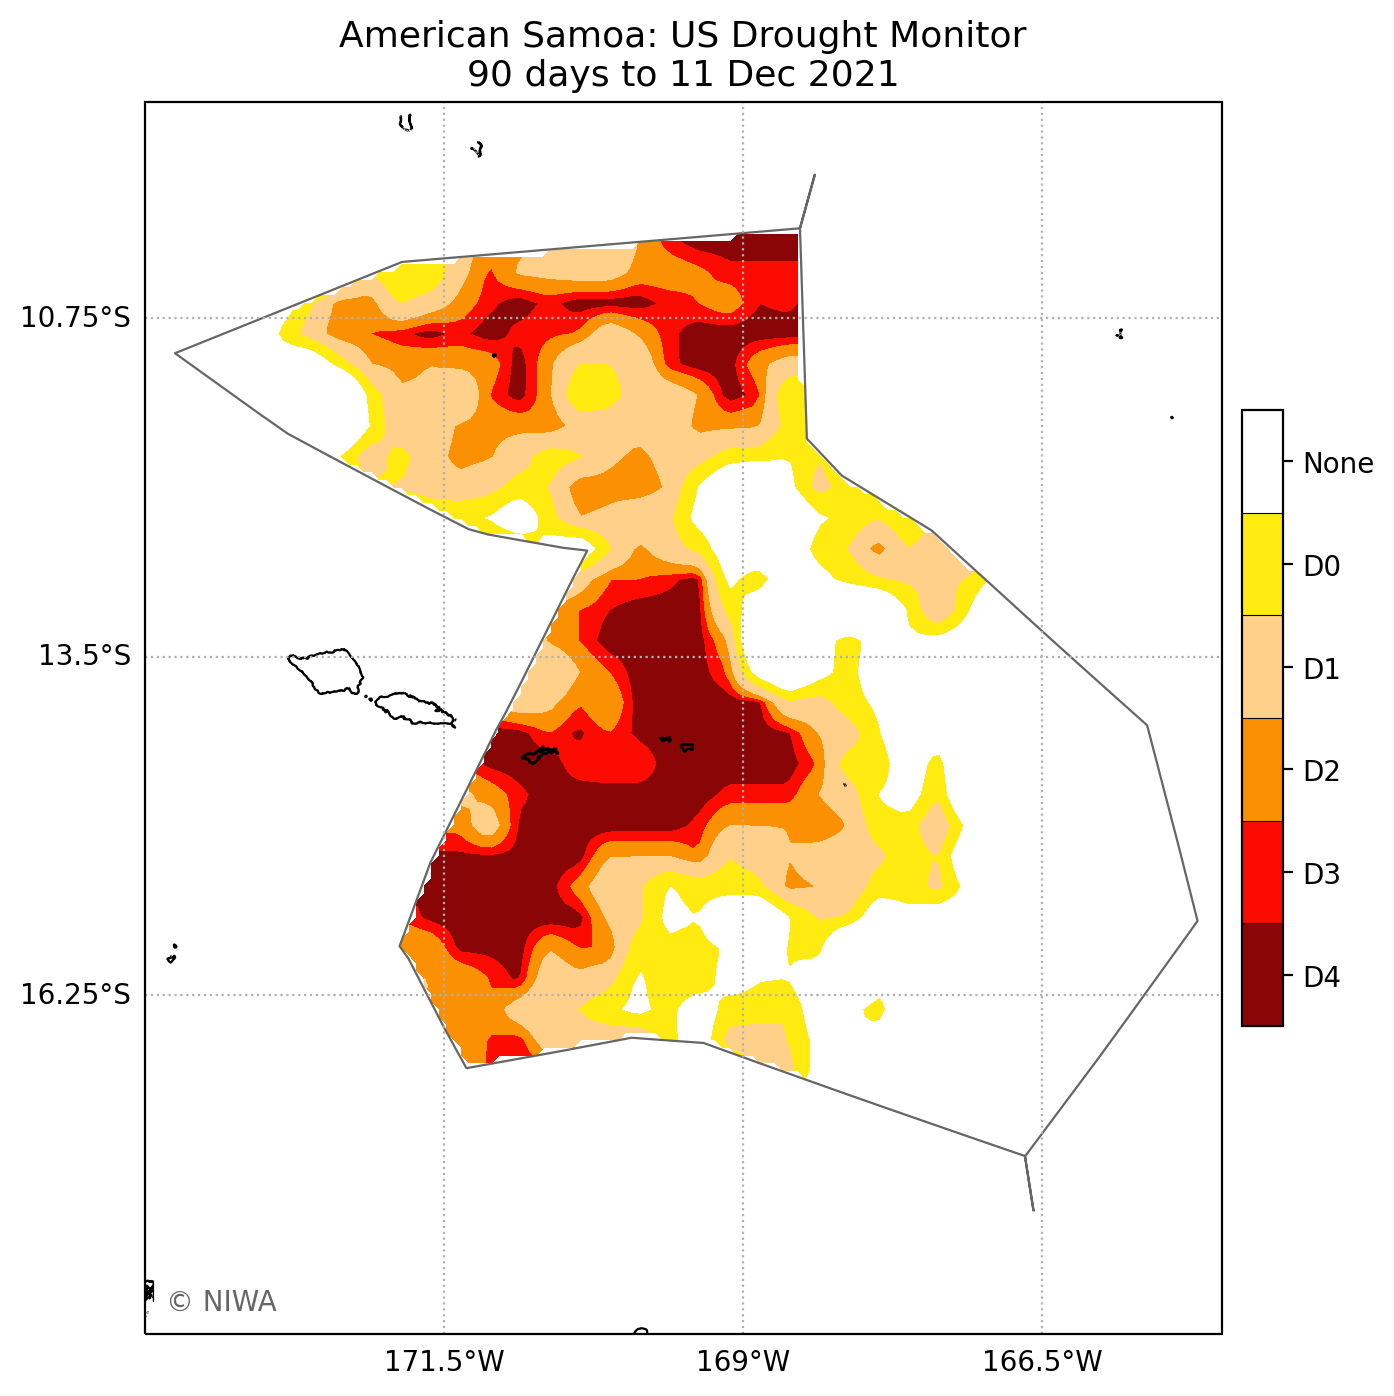 American Samoa: US Drought Monitor
90 days to 11 Dec 2021
10.75°S
13.5°S
16.25°S
171.5°W
169°W
166.5°W
None
D0
D1
D2
D3
D4
© NIWA